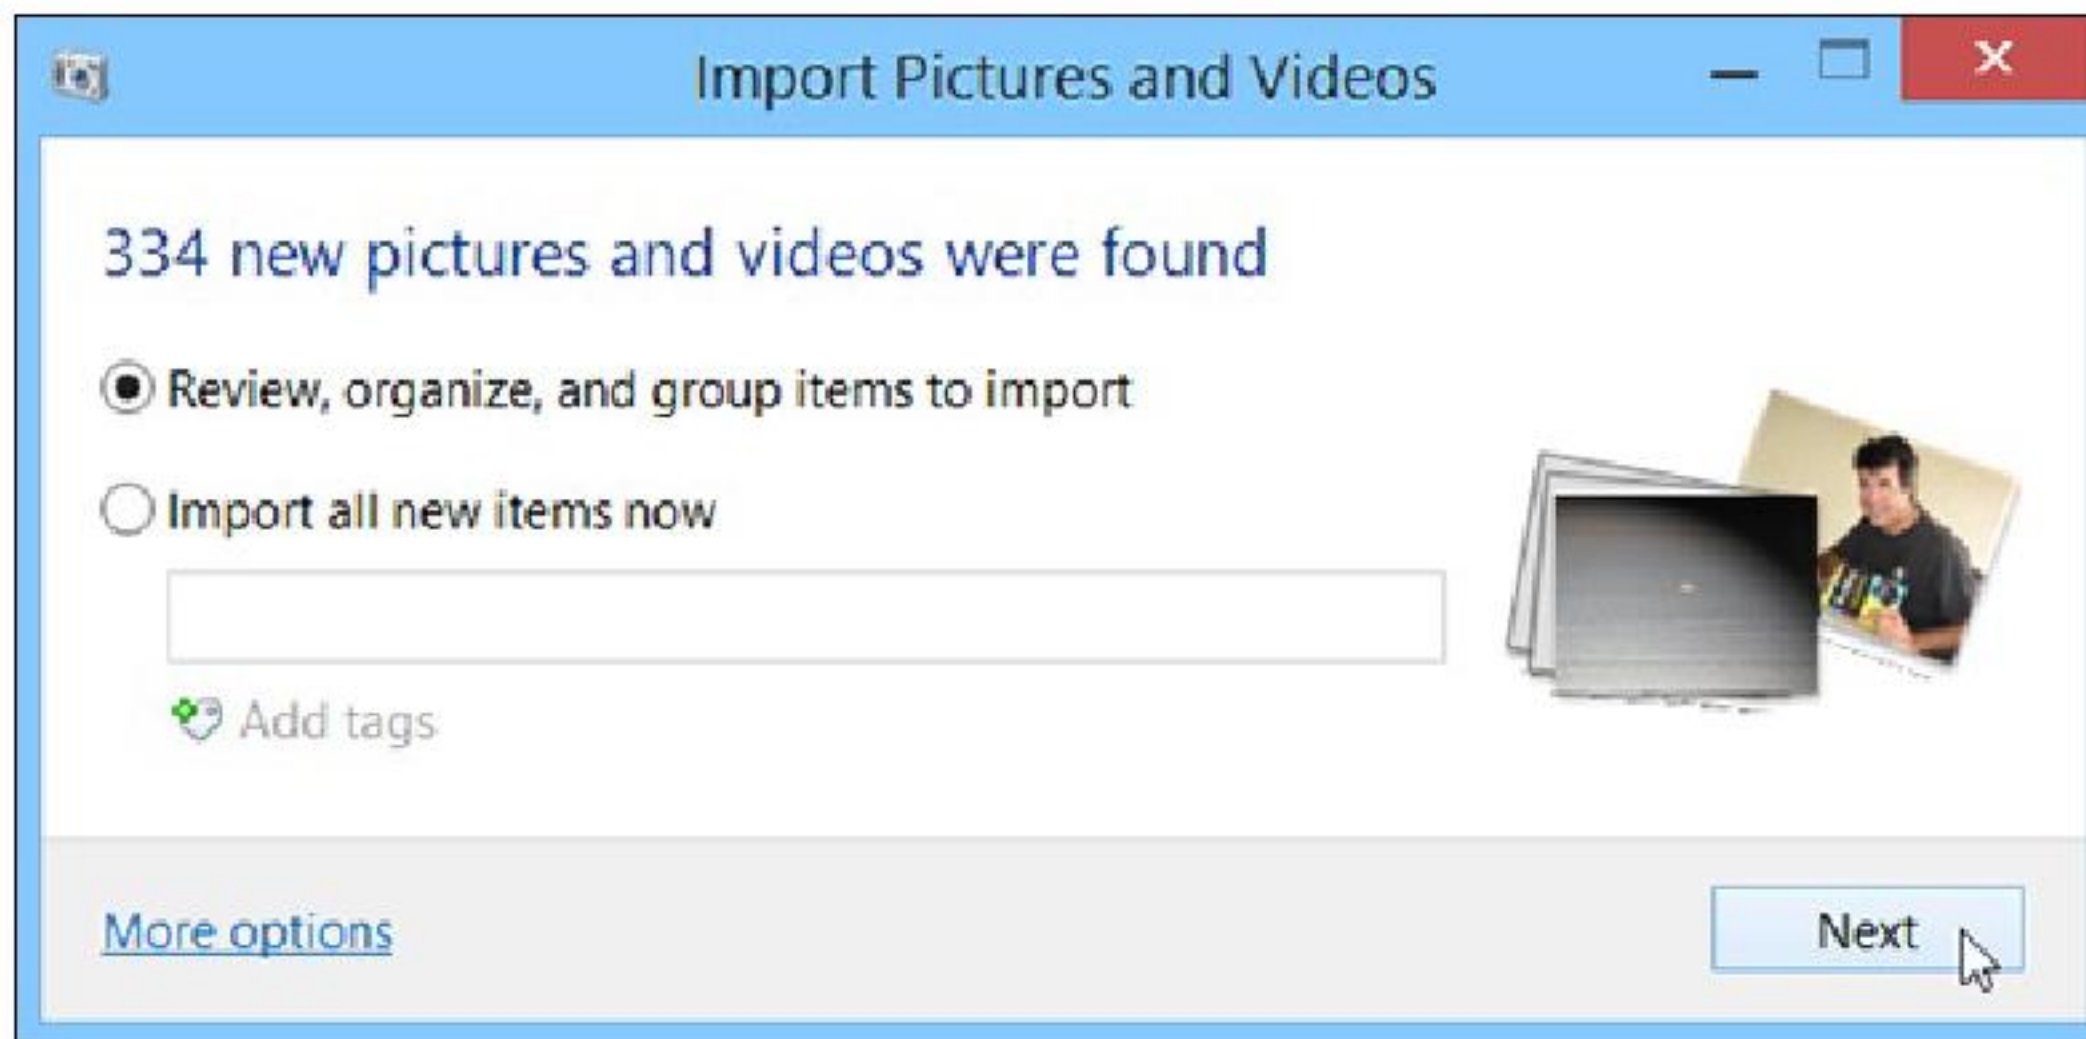 Import Pictures and Videos
334 new pictures and videos were found
Review, organize, and group items to import
Import all new items now
Add tags
More options
Next